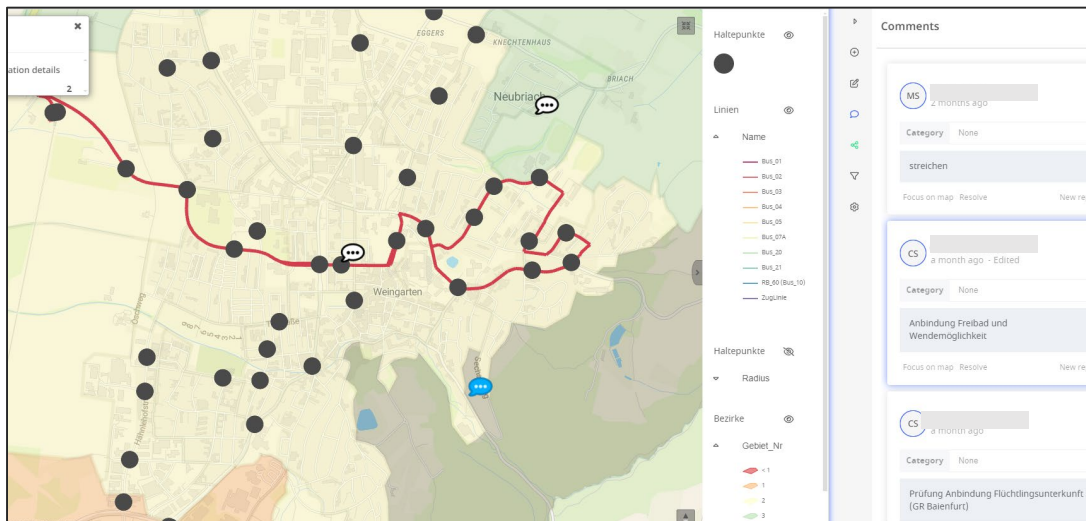 ation details
2
EGGERS
KNECHTENHAUS
BRIACH
Neubriach
Weingarten
Haltepunkte
Linien
Name
Bus_01
Bus_02
Bus_03
Bus_04
Bus_05
Bus_07A
Bus_20
Bus_21
RB_60 (Bus_10)
ZugLinie
Haltepunkte
Radius
Bezirke
Gebiet_Nr
< 1
1
2
3
Comments
MS
2 months ago
Category None
streichen
Focus on map Resolve New re
CS
a month ago - Edited
Category None
Anbindung Freibad und
Wendemöglichkeit
Focus on map Resolve New re
CS
a month ago
Category None
Prüfung Anbindung Flüchtlingsunterkunft
(GR Baienfurt)